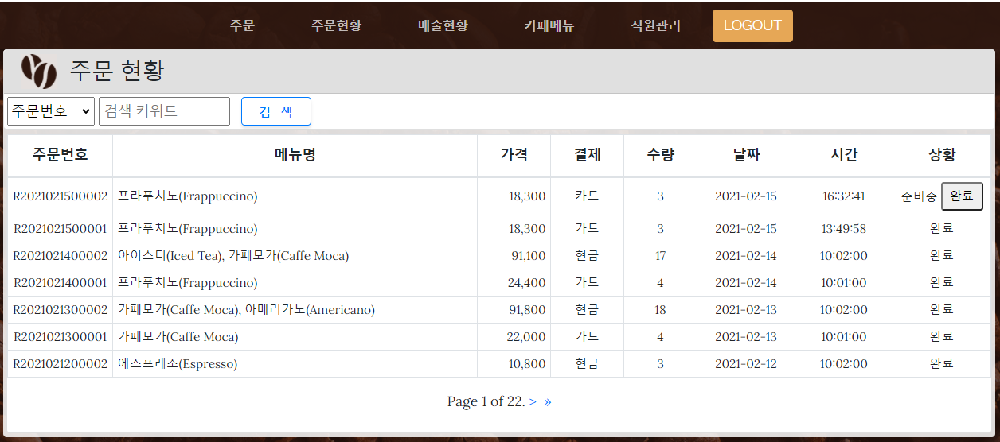 주문 주문현황 매출현황 카페메뉴 직원관리 LOGOUT
주문 현황
주문번호 검색 키워드 검 색
주문번호 메뉴명 가격 결제 수량 날짜 시간 상황
R2021021500002 프라푸치노(Frappuccino) 18,300 카드 3 2021-02-15 16:32:41 준비중 완료
R2021021500001 프라푸치노(Frappuccino) 18,300 카드 3 2021-02-15 13:49:58 완료
R2021021400002 아이스티(Iced Tea), 카페모카(Caffe Moca) 91,100 현금 17 2021-02-14 10:02:00 완료
R2021021400001 프라푸치노(Frappuccino) 24,400 카드 4 2021-02-14 10:01:00 완료
R2021021300002 카페모카(Caffe Moca), 아메리카노(Americano) 91,800 현금 18 2021-02-13 10:02:00 완료
R2021021300001 카페모카(Caffe Moca) 22,000 카드 4 2021-02-13 10:01:00 완료
R2021021200002 에스프레소(Espresso) 10,800 현금 3 2021-02-12 10:02:00 완료
Page 1 of 22. > »